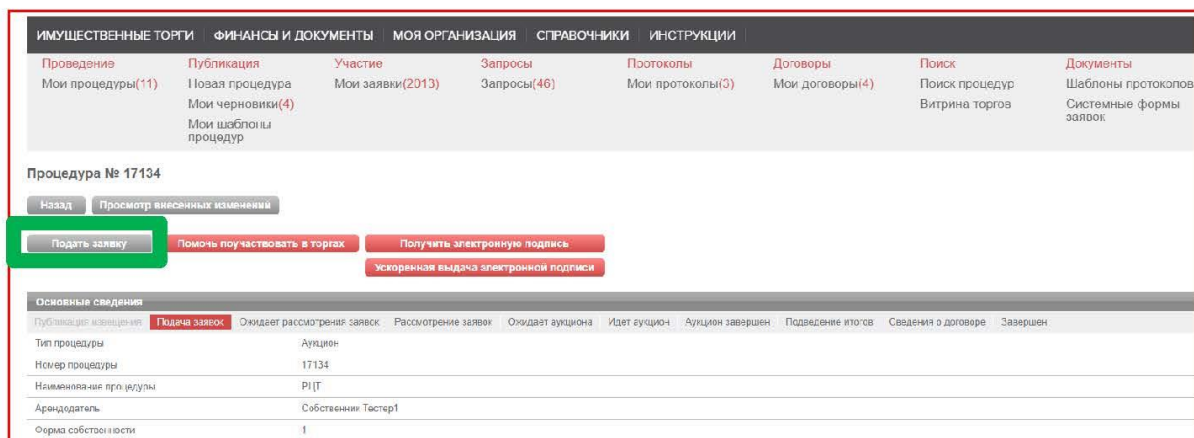 ИМУЩЕСТВЕННЫЕ ТОРГИ ФИНАНСЫ И ДОКУМЕНТЫ МОЯ ОРГАНИЗАЦИЯ СПРАВОЧНИКИ ИНСТРУКЦИИ
Проведение Публикация Участие Запросы Протоколы Договоры Поиск Документы
Мои процедуры(11) Новая процедура Мои заявки(2013) Запросы(46) Мои протоколы(3) Мои договоры(4) Поиск процедур Шаблоны протоколов
Мои черновики(4) Витрина торгов Системные формы
Мои шаблоны заявок
процедур
Процедура № 17134
Назад Просмотр внесенных изменений
Подать заявку Помочь поучаствовать в торгах Получить электронную подпись
Ускоренная выдача электронной подписи
Основные сведения
Публикация извещения Подача заявок Ожидает рассмотрения заявок Рассмотрение заявок Ожидает аукциона Идет аукцион Аукцион завершен Подведение итогов Сведения о договоре Завершен
Тип процедуры Аукцион
Номер процедуры 17134
Наименование процедуры
Арендодатель Собственник Тестер1
Форма собственности 1